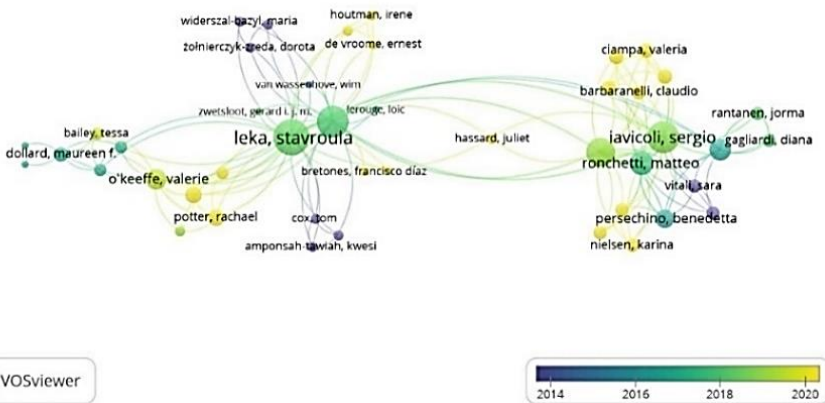 houtman, irene
widerszal-bazyl, maria
żołnierczyk-zreda, dorota
de vroome, ernest
ciampa, valeria
van wassenhove, wim
barbaranelli, claudio
zwetsloot, gerard i. j. m.
lerouge, loic
rantanen, jorma
bailey, tessa
leka, stavroula
hassard, juliet
iavicoli, sergio
gagliardi, diana
dollard, maureen f.
ronchetti, matteo
o'keeffe, valerie
bretones, francisco díaz
vitali, sara
potter, rachael
cox, tom
persechino, benedetta
amponsah-tawiah, kwesi
nielsen, karina
VOSviewer
2014 2016 2018 2020